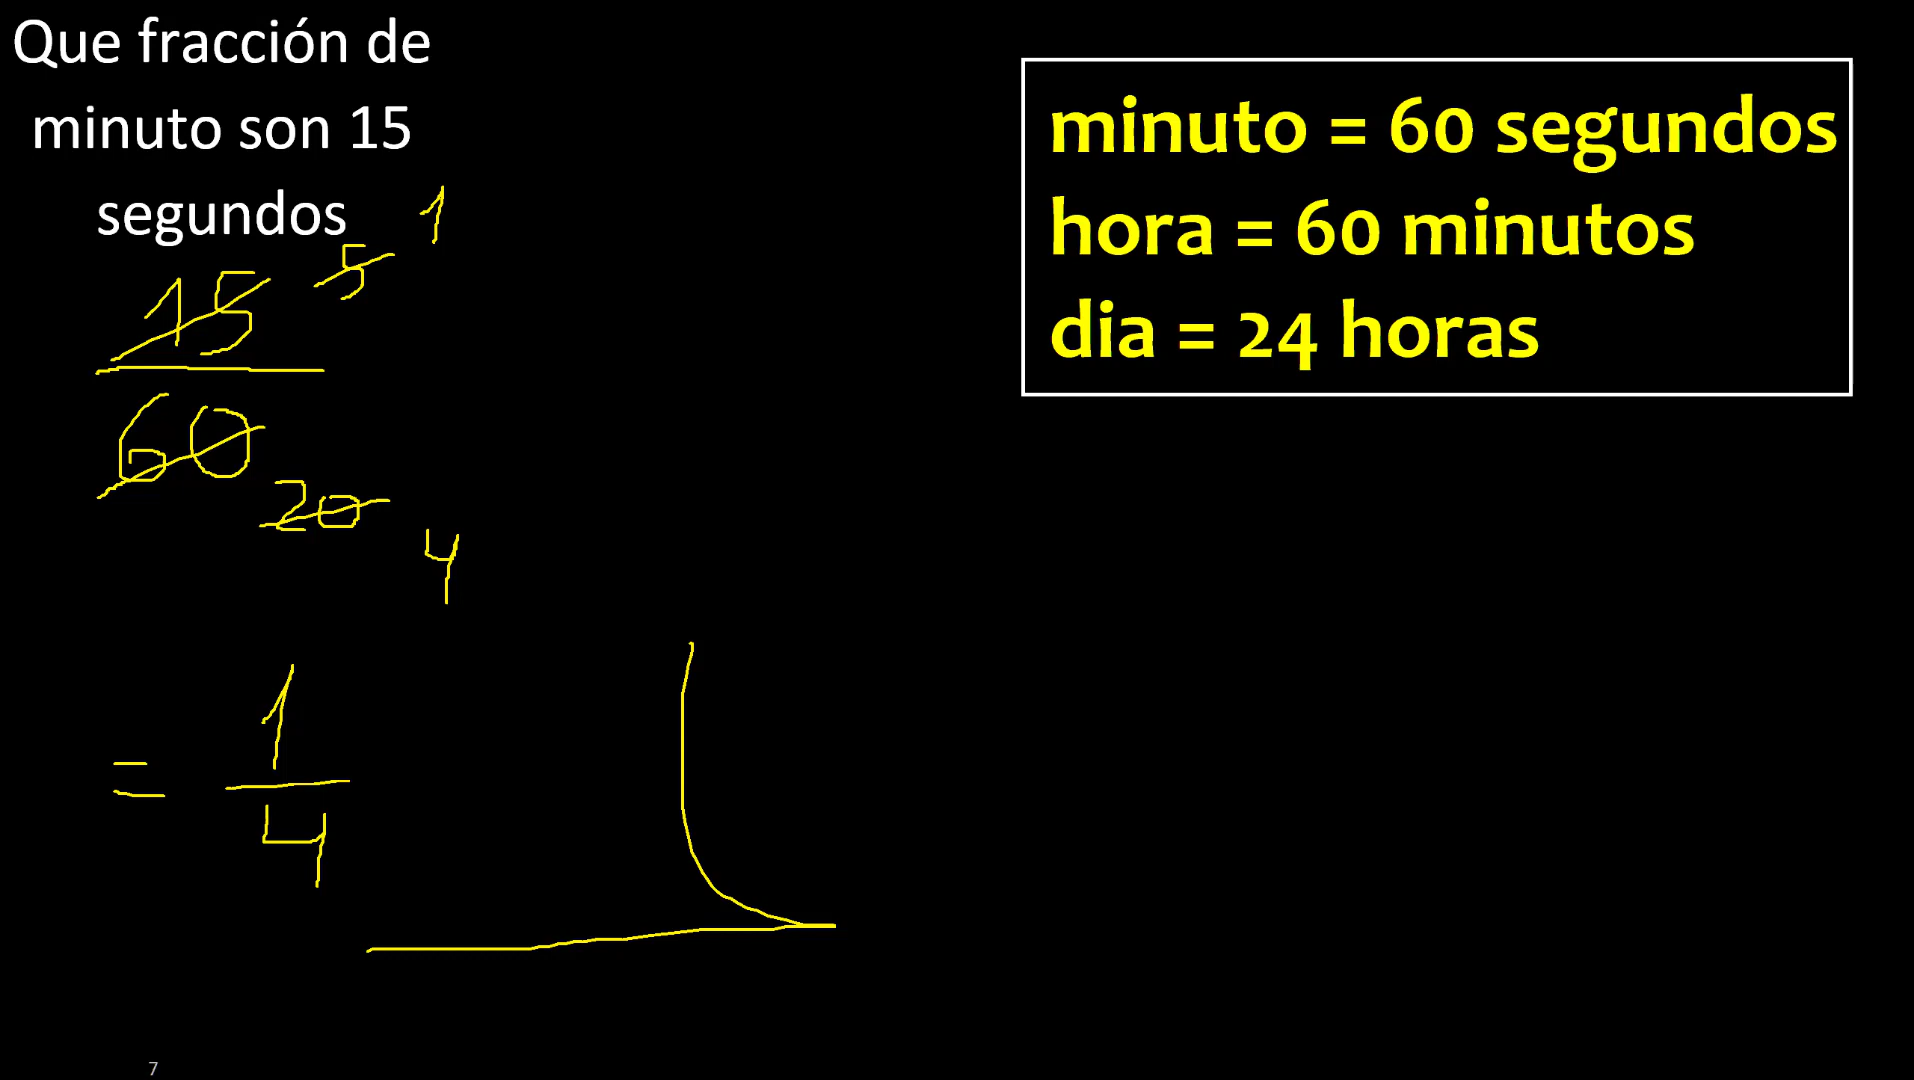 Que fracción de
minuto son 15
segundos
minuto = 60 segundos
hora = 60 minutos
dia = 24 horas
15 5 1
60 20 4
= 1
4
7